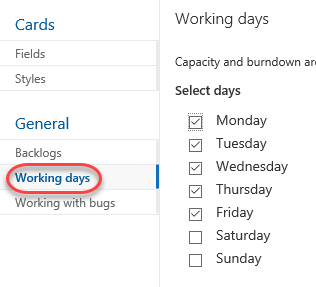 Cards
Fields
Styles
General
Backlogs
Working days
Working with bugs
Working days
Capacity and burndown are
Select days
Monday
Tuesday
Wednesday
Thursday
Friday
Saturday
Sunday